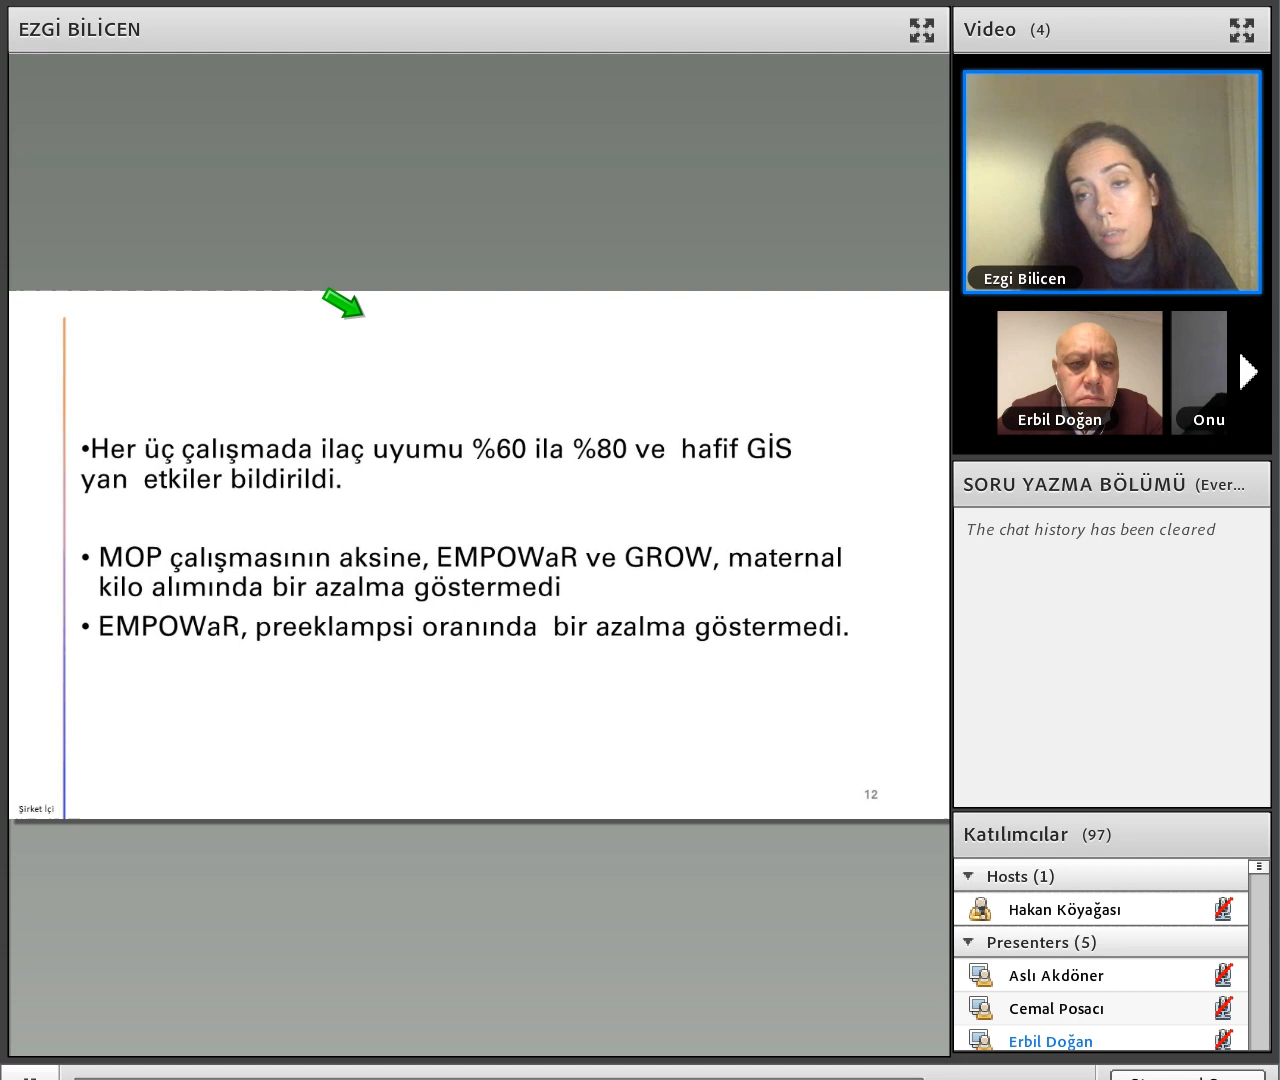 EZGİ BİLİCEN
•Her üç çalışmada ilaç uyumu %60 ila %80 ve hafif GİS
yan etkiler bildirildi.
• MOP çalışmasının aksine, EMPOWaR ve GROW, maternal
kilo alımında bir azalma göstermedi
• EMPOWaR, preeklampsi oranında bir azalma göstermedi.
12
Şirket İçi
Video (4)
Ezgi Bilicen
Erbil Doğan
Onu
SORU YAZMA BÖLÜMÜ (Ever...
The chat history has been cleared
Katılımcılar (97)
Hosts (1)
Hakan Köyağası
Presenters (5)
Aslı Akdöner
Cemal Posacı
Erbil Doğan